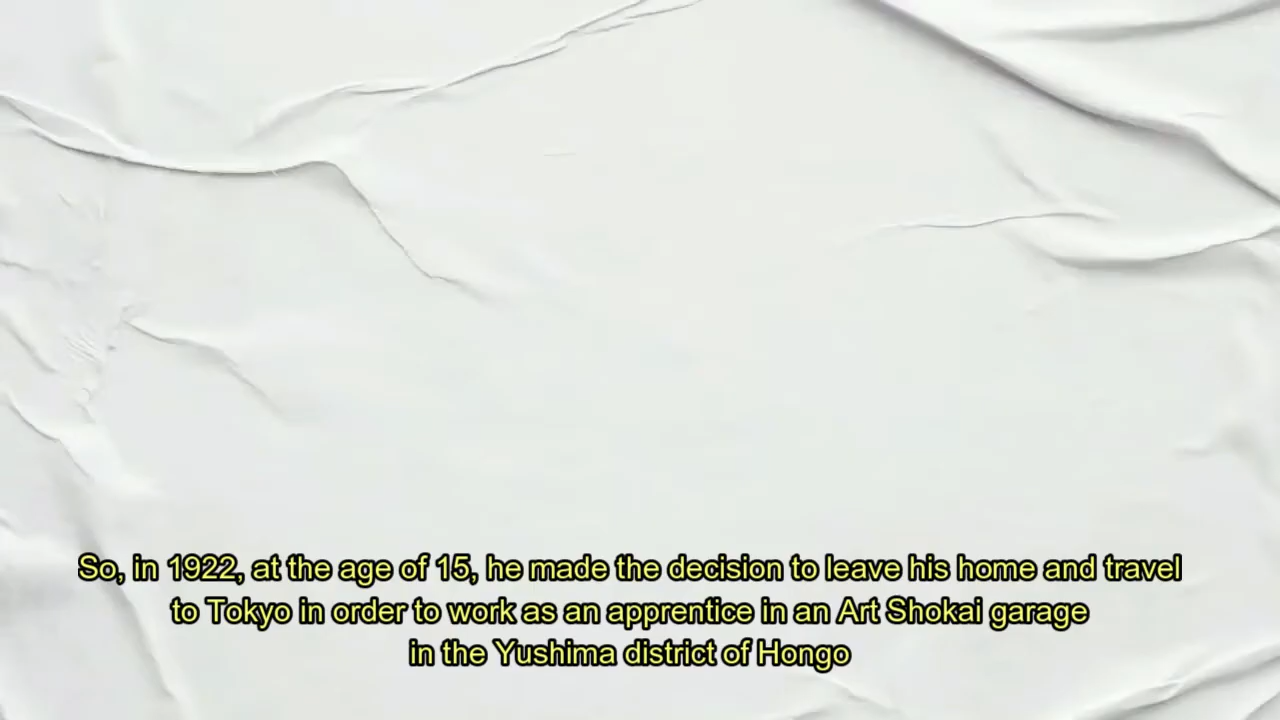 So, in 1922, at the age of 15, he made the decision to leave his home and travel
to Tokyo in order to work as an apprentice in an Art Shokai garage
in the Yushima district of Hongo